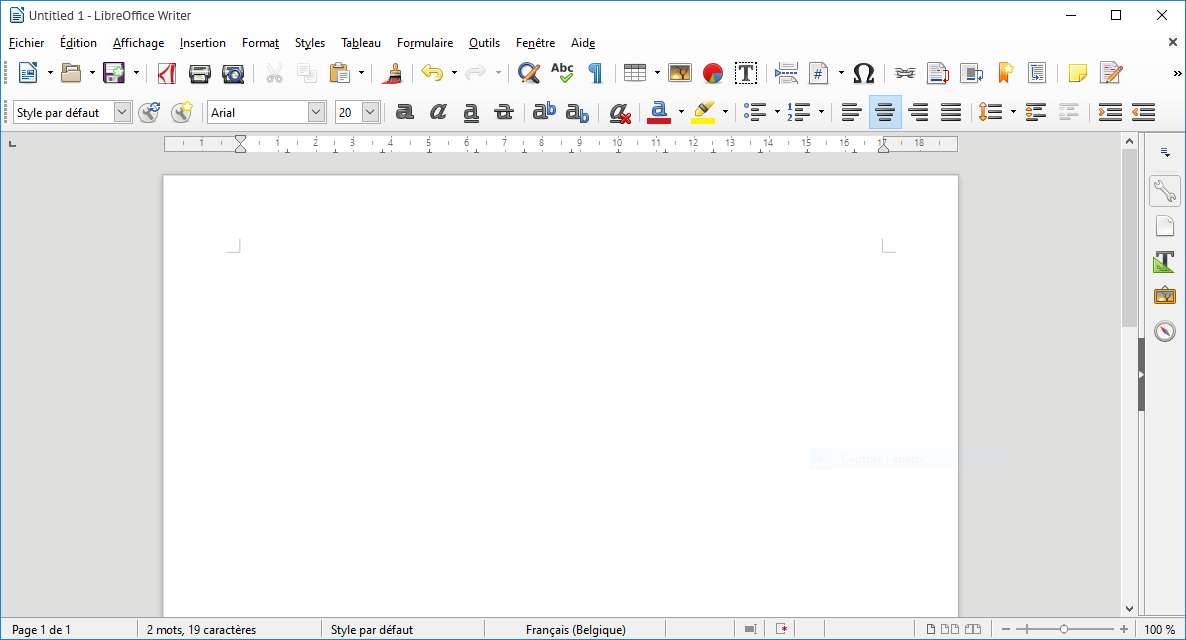 Untitled 1 - LibreOffice Writer
Fichier Édition Affichage Insertion Format Styles Tableau Formulaire Outils Fenêtre Aide
Abc
Style par défaut Arial 20
1 1 2 3 4 5 6 7 8 9 10 11 12 13 14 15 16 17 18
Capture Fenêtre
Page 1 de 1 2 mots, 19 caractères Style par défaut Français (Belgique) 100 %